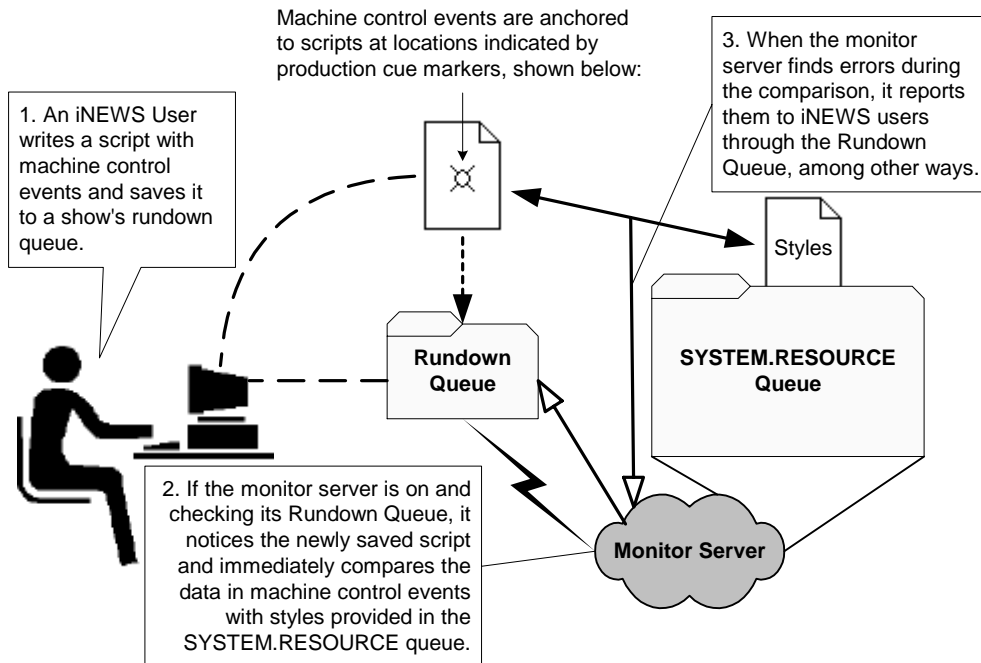 Machine control events are anchored
to scripts at locations indicated by
production cue markers, shown below:
1. An iNEWS User
writes a script with
machine control
events and saves it
to a show's rundown
queue.
3. When the monitor
server finds errors during
the comparison, it reports
them to iNEWS users
through the Rundown
Queue, among other ways.
Styles
Rundown
Queue
SYSTEM.RESOURCE
Queue
2. If the monitor server is on and
checking its Rundown Queue, it
notices the newly saved script
and immediately compares the
data in machine control events
with styles provided in the
SYSTEM.RESOURCE queue.
Monitor Server